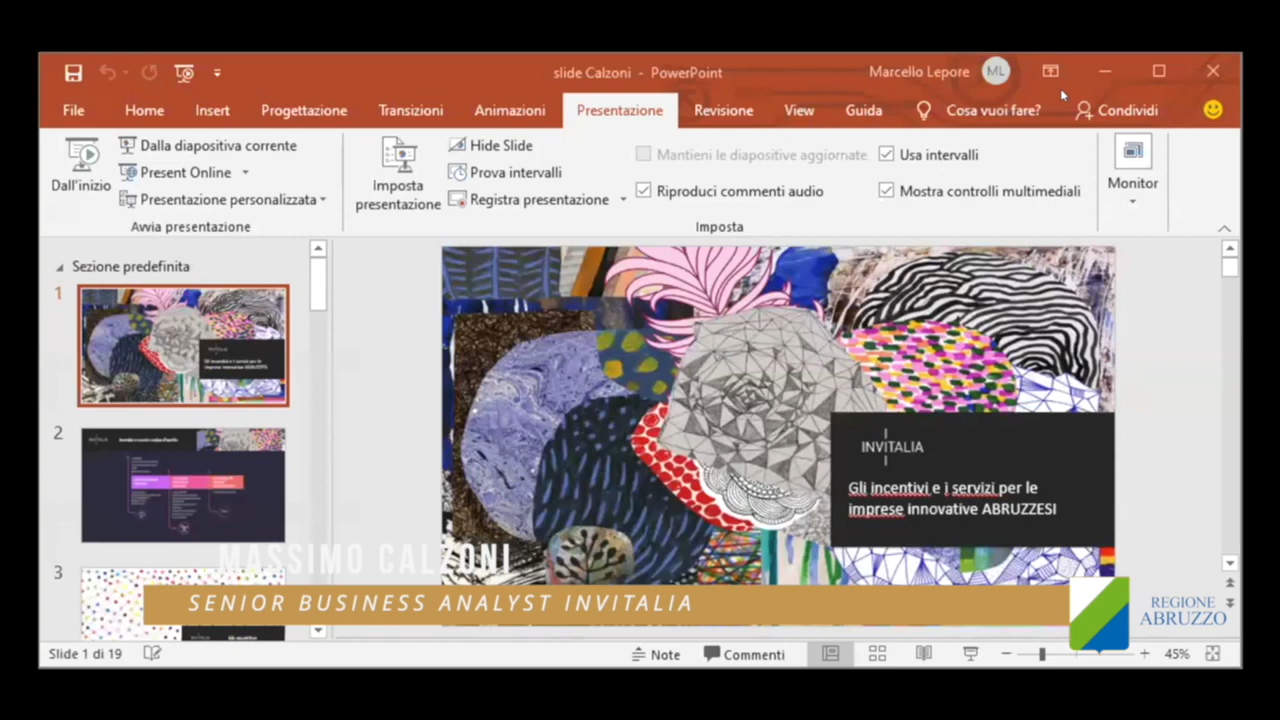 slide Calzoni - PowerPoint
Marcello Lepore ML
File Home Insert Progettazione Transizioni Animazioni Presentazione Revisione View Guida Cosa vuoi fare? Condividi
Dall'inizio
Dalla diapositiva corrente
Present Online
Presentazione personalizzata
Avvia presentazione
Imposta
presentazione
Hide Slide
Prova intervalli
Registra presentazione
Mantieni le diapositive aggiornate
Riproduci commenti audio
Usa intervalli
Mostra controlli multimediali
Imposta
Monitor
Sezione predefinita
1
2
3
INVITALIA
Gli incentivi e i servizi per le
imprese innovative ABRUZZESI
MASSIMO CALZONI
SENIOR BUSINESS ANALYST INVITALIA
REGIONE
ABRUZZO
Slide 1 di 19
Note
Commenti
45%